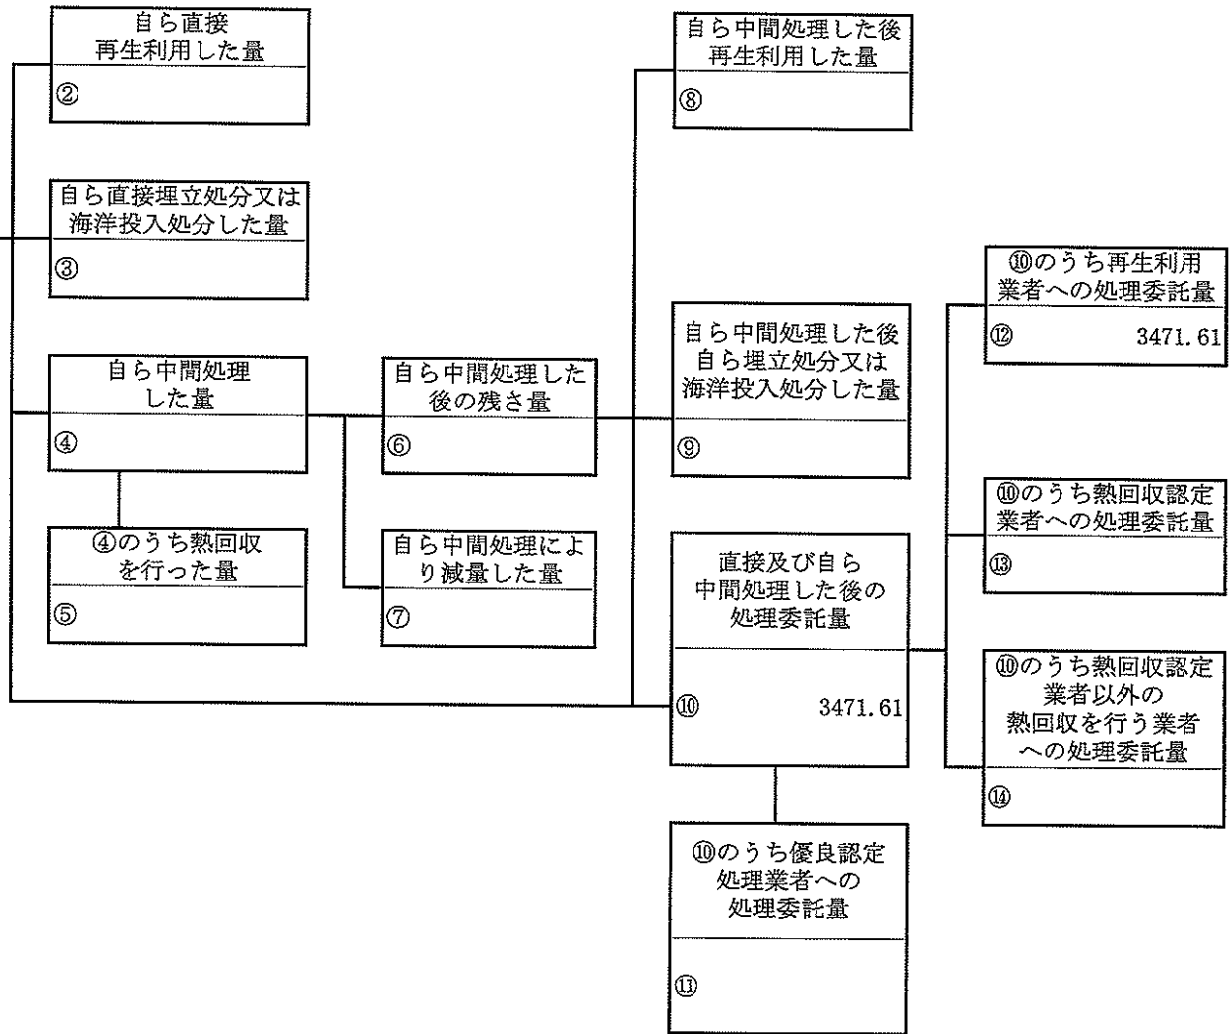 自ら直接
再生利用した量
②
自ら直接埋立処分又は
海洋投入処分した量
③
自ら中間処理
した量
④
④のうち熱回収
を行った量
⑤
自ら中間処理した
後の残さ量
⑥
自ら中間処理によ
り減量した量
⑦
自ら中間処理した後
再生利用した量
⑧
自ら中間処理した後
自ら埋立処分又は
海洋投入処分した量
⑨
直接及び自ら
中間処理した後の
処理委託量
⑩ 3471.61
⑩のうち優良認定
処理業者への
処理委託量
⑪
⑩のうち再生利用
業者への処理委託量
⑫ 3471.61
⑩のうち熱回収認定
業者への処理委託量
⑬
⑩のうち熱回収認定
業者以外の
熱回収を行う業者
への処理委託量
⑭